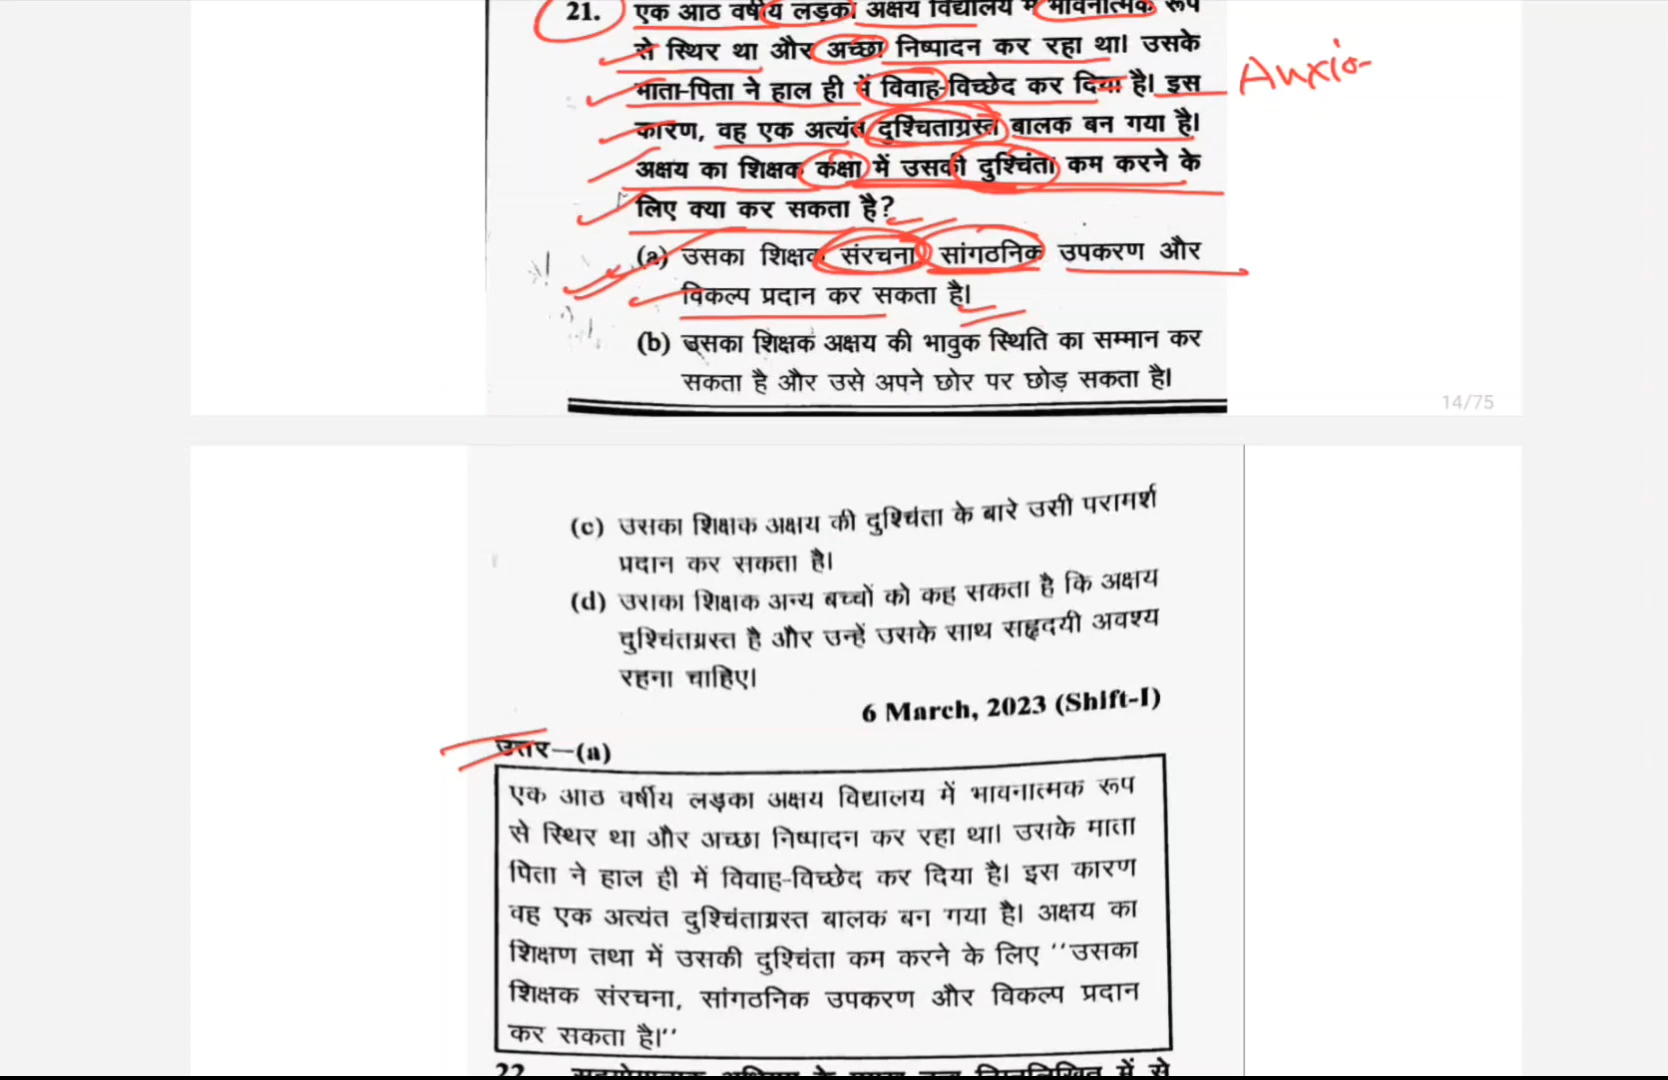 21. एक आठ वर्षीय लड़का अक्षय विद्यालय में भावनात्मक रूप
से स्थिर था और अच्छा निष्पादन कर रहा था। उसके
माता-पिता ने हाल ही में विवाह-विच्छेद कर दिया है। इस
Anxio-
कारण, वह एक अत्यंत दुश्चिताग्रस्त बालक बन गया है।
अक्षय का शिक्षक कक्षा में उसकी दुश्चिंता कम करने के
लिए क्या कर सकता है?
(a) उसका शिक्षक संरचना सांगठनिक उपकरण और
विकल्प प्रदान कर सकता है।
(b) उसका शिक्षक अक्षय की भावुक स्थिति का सम्मान कर
सकता है और उसे अपने छोर पर छोड़ सकता है।
14/75
(c) उसका शिक्षक अक्षय की दुश्चिंता के बारे उसी परामर्श
प्रदान कर सकता है।
(d) उसका शिक्षक अन्य बच्चों को कह सकता है कि अक्षय
दुश्चिंतग्रस्त है और उन्हें उसके साथ सहृदयी अवश्य
रहना चाहिए।
6 March, 2023 (Shift-I)
उत्तर—(a)
एक आठ वर्षीय लड़का अक्षय विद्यालय में भावनात्मक रूप
से स्थिर था और अच्छा निष्पादन कर रहा था। उसके माता
पिता ने हाल ही में विवाह-विच्छेद कर दिया है। इस कारण
वह एक अत्यंत दुश्चिंताग्रस्त बालक बन गया है। अक्षय का
शिक्षण तथा में उसकी दुश्चिंता कम करने के लिए ''उसका
शिक्षक संरचना, सांगठनिक उपकरण और विकल्प प्रदान
कर सकता है।''
22. में से